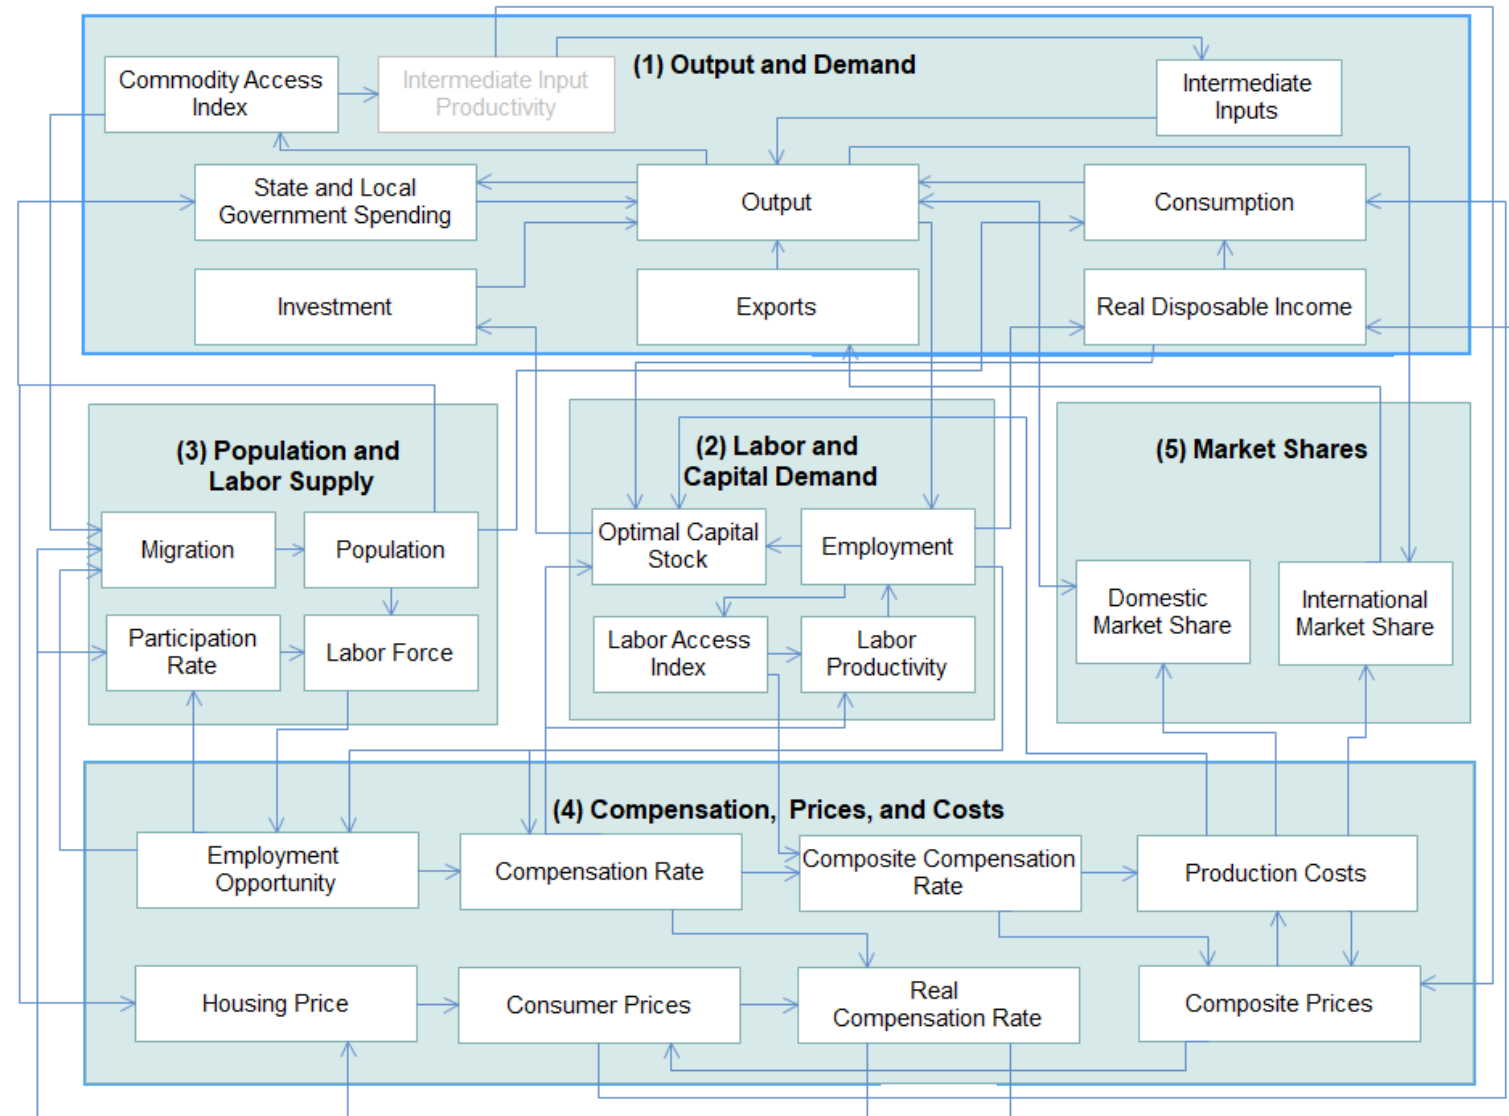 (1) Output and Demand
Commodity Access
Index
Intermediate Input
Productivity
Intermediate
Inputs
State and Local
Government Spending
Output
Consumption
Investment
Exports
Real Disposable Income
(3) Population and
Labor Supply
Migration
Population
Participation
Rate
Labor Force
(2) Labor and
Capital Demand
Optimal Capital
Stock
Employment
Labor Access
Index
Labor
Productivity
(5) Market Shares
Domestic
Market Share
International
Market Share
(4) Compensation, Prices, and Costs
Employment
Opportunity
Compensation Rate
Composite Compensation
Rate
Production Costs
Housing Price
Consumer Prices
Real
Compensation Rate
Composite Prices